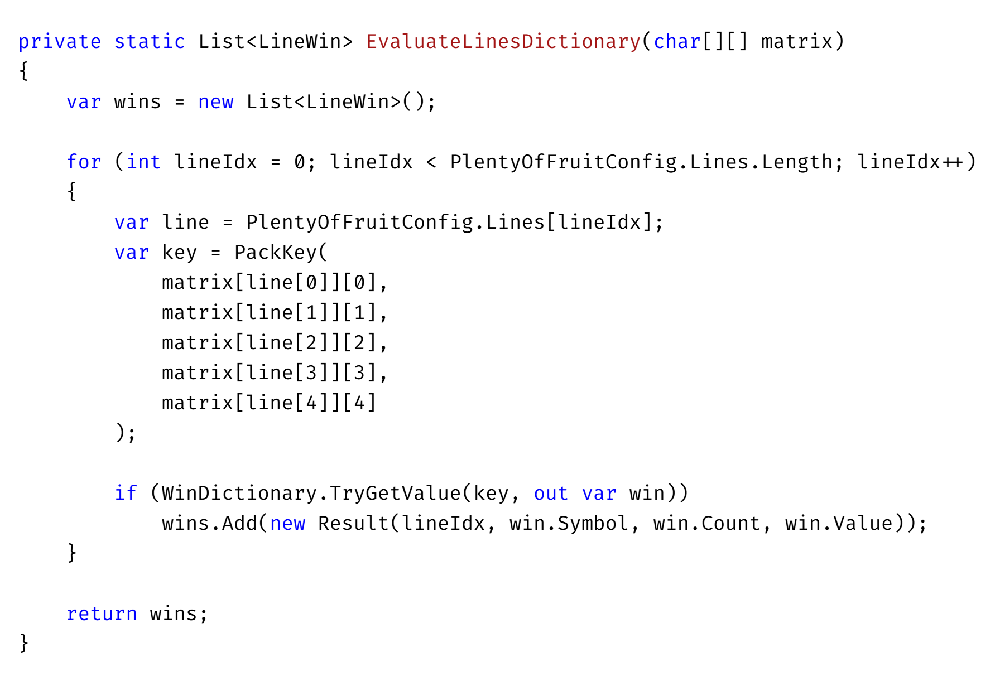 private static List<LineWin> EvaluateLinesDictionary(char[][] matrix)
{
    var wins = new List<LineWin>();

    for (int lineIdx = 0; lineIdx < PlentyOfFruitConfig.Lines.Length; lineIdx++)
    {
        var line = PlentyOfFruitConfig.Lines[lineIdx];
        var key = PackKey(
            matrix[line[0]][0],
            matrix[line[1]][1],
            matrix[line[2]][2],
            matrix[line[3]][3],
            matrix[line[4]][4]
        );

        if (WinDictionary.TryGetValue(key, out var win))
            wins.Add(new Result(lineIdx, win.Symbol, win.Count, win.Value));
    }

    return wins;
}